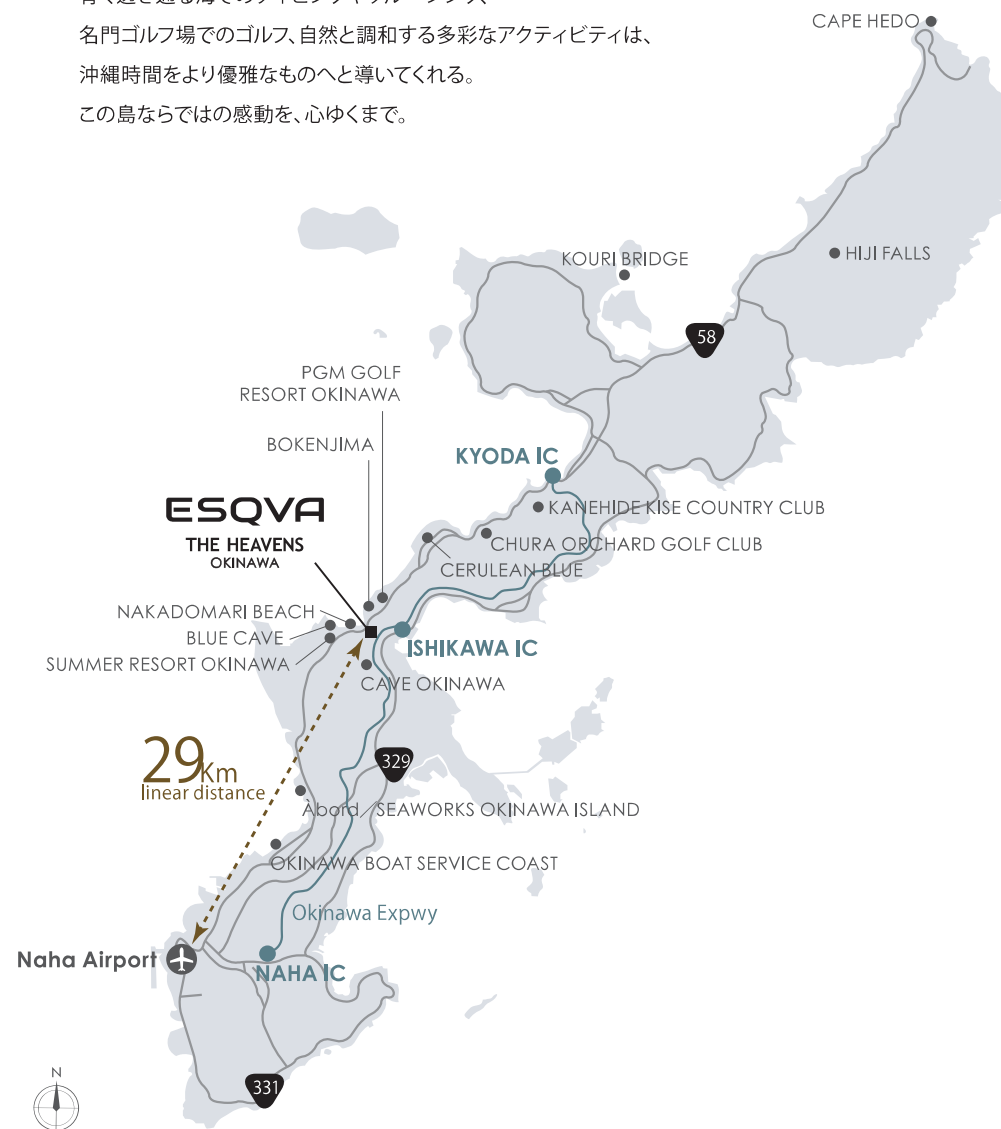 名門ゴルフ場でのゴルフ、自然と調和する多彩なアクティビティは、
沖縄時間をより優雅なものへと導いてくれる。
この島ならではの感動を、心ゆくまで。
CAPE HEDO
HIJI FALLS
KOURI BRIDGE
58
PGM GOLF
RESORT OKINAWA
BOKENJIMA
KYODA IC
ESQVA
THE HEAVENS
OKINAWA
KANEHIDE KISE COUNTRY CLUB
CHURA ORCHARD GOLF CLUB
CERULEAN BLUE
NAKADOMARI BEACH
BLUE CAVE
SUMMER RESORT OKINAWA
ISHIKAWA IC
CAVE OKINAWA
29Km
linear distance
329
Àbord／SEAWORKS OKINAWA ISLAND
OKINAWA BOAT SERVICE COAST
Okinawa Expwy
Naha Airport
NAHA IC
331
N